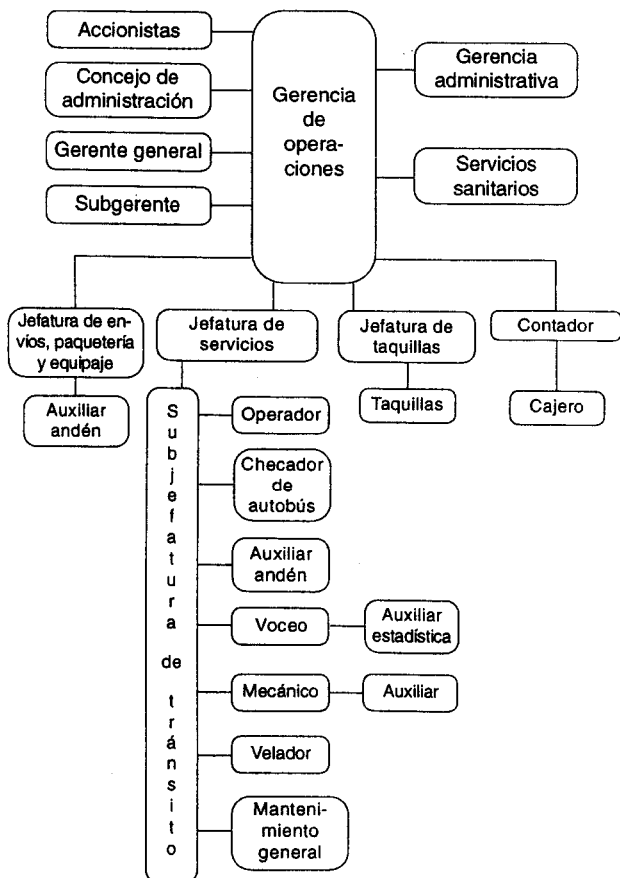 Accionistas
Concejo de
administración
Gerente general
Subgerente
Gerencia
de
opera-
ciones
Gerencia
administrativa
Servicios
sanitarios
Jefatura de en-
víos, paquetería
y equipaje
Auxiliar
andén
Jefatura de
servicios
Jefatura de
taquillas
Taquillas
Contador
Cajero
Subjefatura de tránsito
Operador
Checador
de
autobús
Auxiliar
andén
Voceo
Auxiliar
estadística
Mecánico
Auxiliar
Velador
Manteni-
miento
general